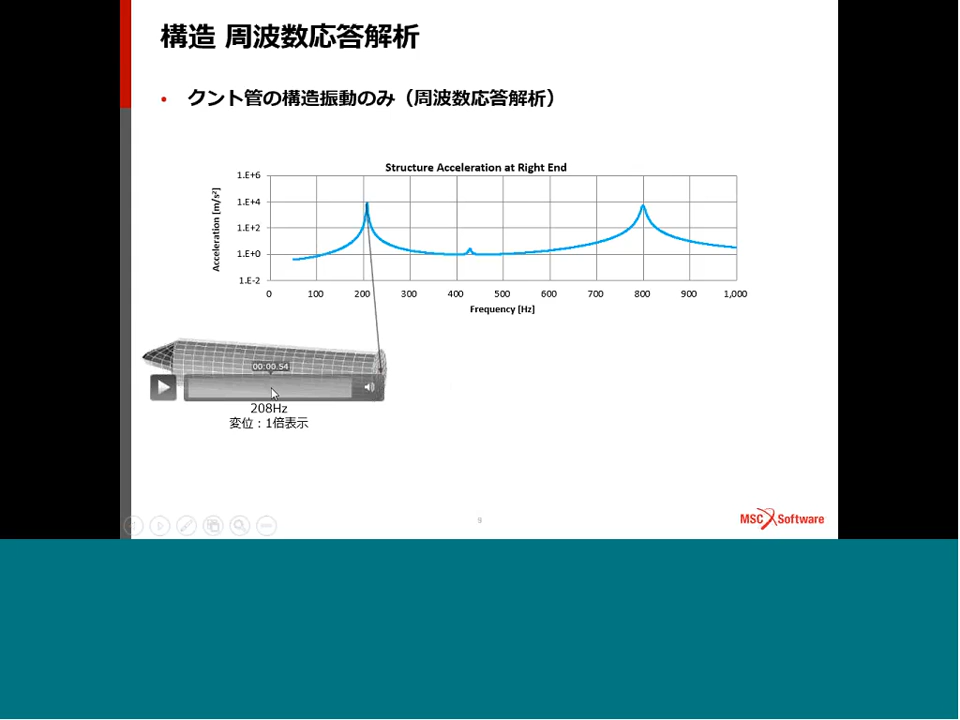 構造 周波数応答解析
• クント管の構造振動のみ（周波数応答解析）
Structure Acceleration at Right End
Acceleration [m/s²]
1.E+6
1.E+4
1.E+2
1.E+0
1.E-2
0 100 200 300 400 500 600 700 800 900 1,000
Frequency [Hz]
00:00.54
208Hz
変位：1倍表示
9
MSC Software